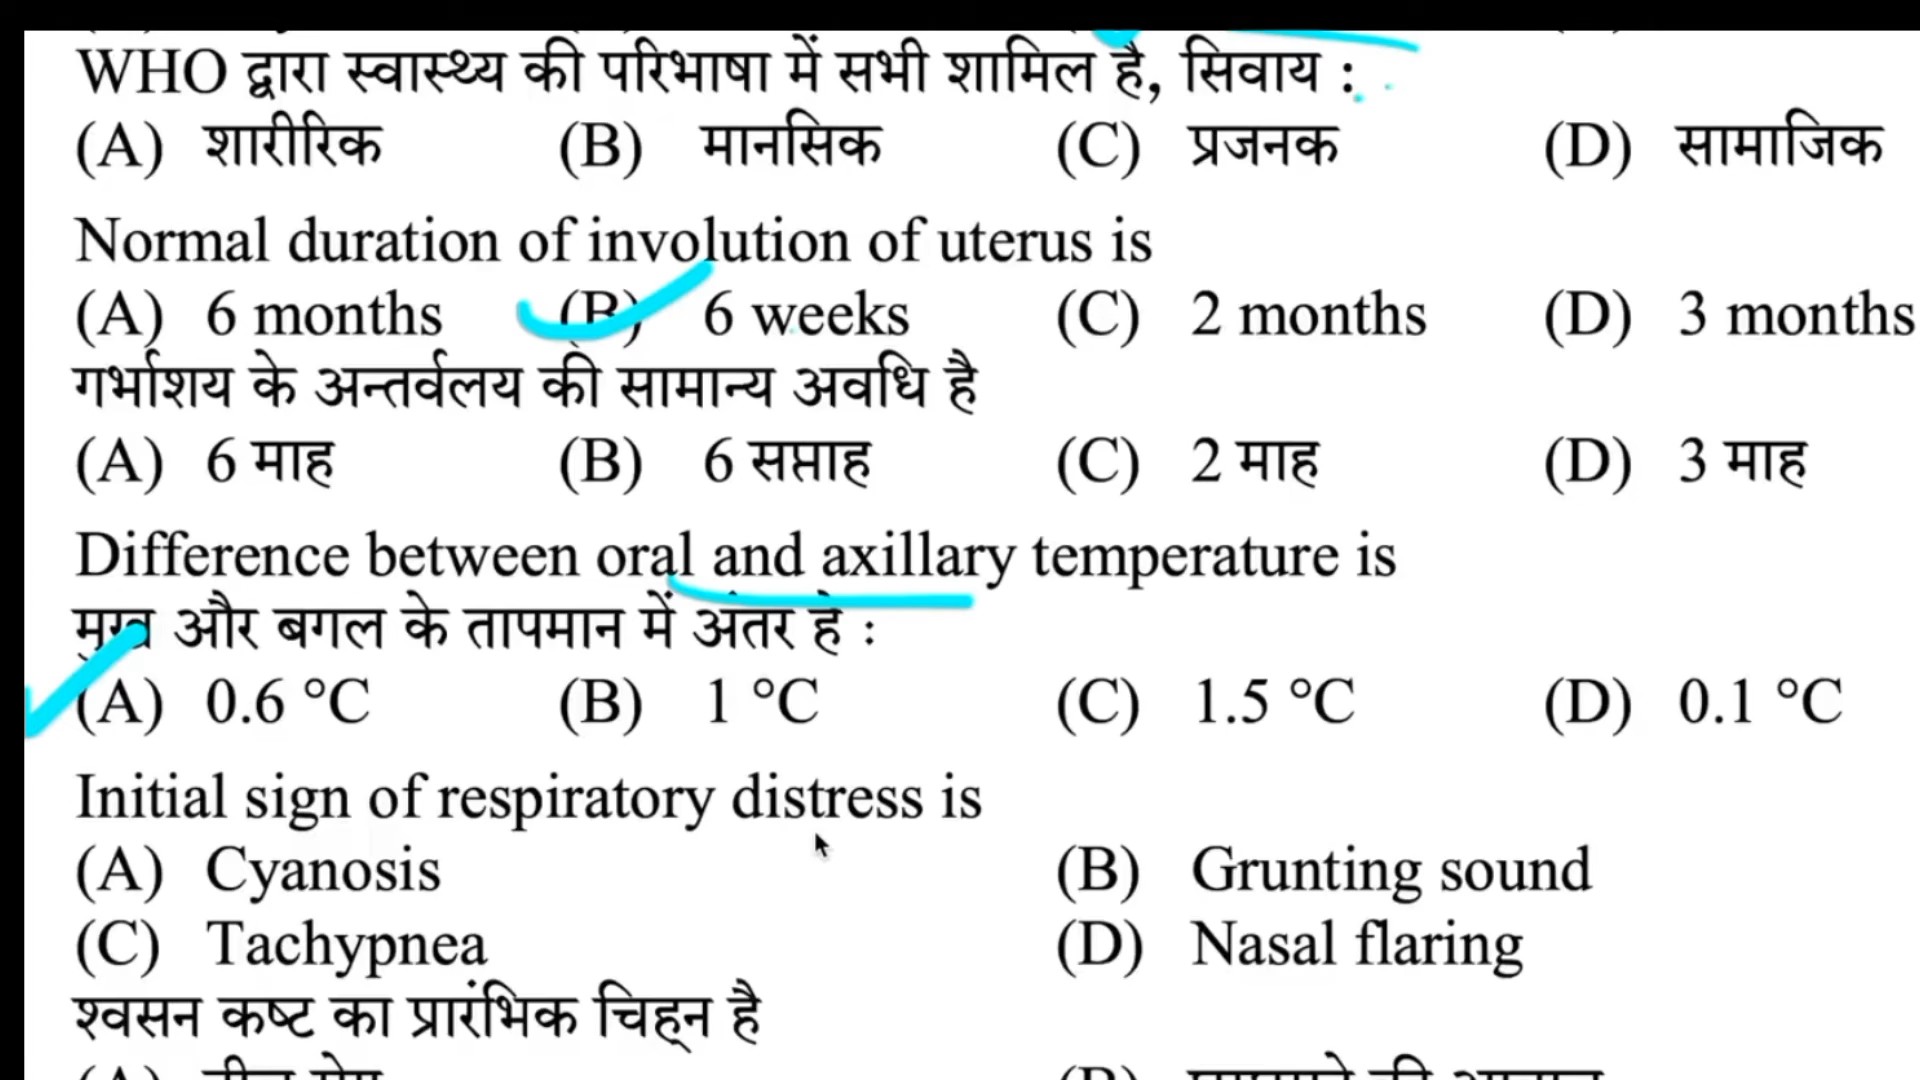 WHO द्वारा स्वास्थ्य की परिभाषा में सभी शामिल है, सिवाय :
(A) शारीरिक (B) मानसिक (C) प्रजनक (D) सामाजिक
Normal duration of involution of uterus is
(A) 6 months (B) 6 weeks (C) 2 months (D) 3 months
गर्भाशय के अन्तर्वलय की सामान्य अवधि है
(A) 6 माह (B) 6 सप्ताह (C) 2 माह (D) 3 माह
Difference between oral and axillary temperature is
मुख और बगल के तापमान में अंतर है :
(A) 0.6 °C (B) 1 °C (C) 1.5 °C (D) 0.1 °C
Initial sign of respiratory distress is
(A) Cyanosis (B) Grunting sound
(C) Tachypnea (D) Nasal flaring
श्वसन कष्ट का प्रारंभिक चिह्न है